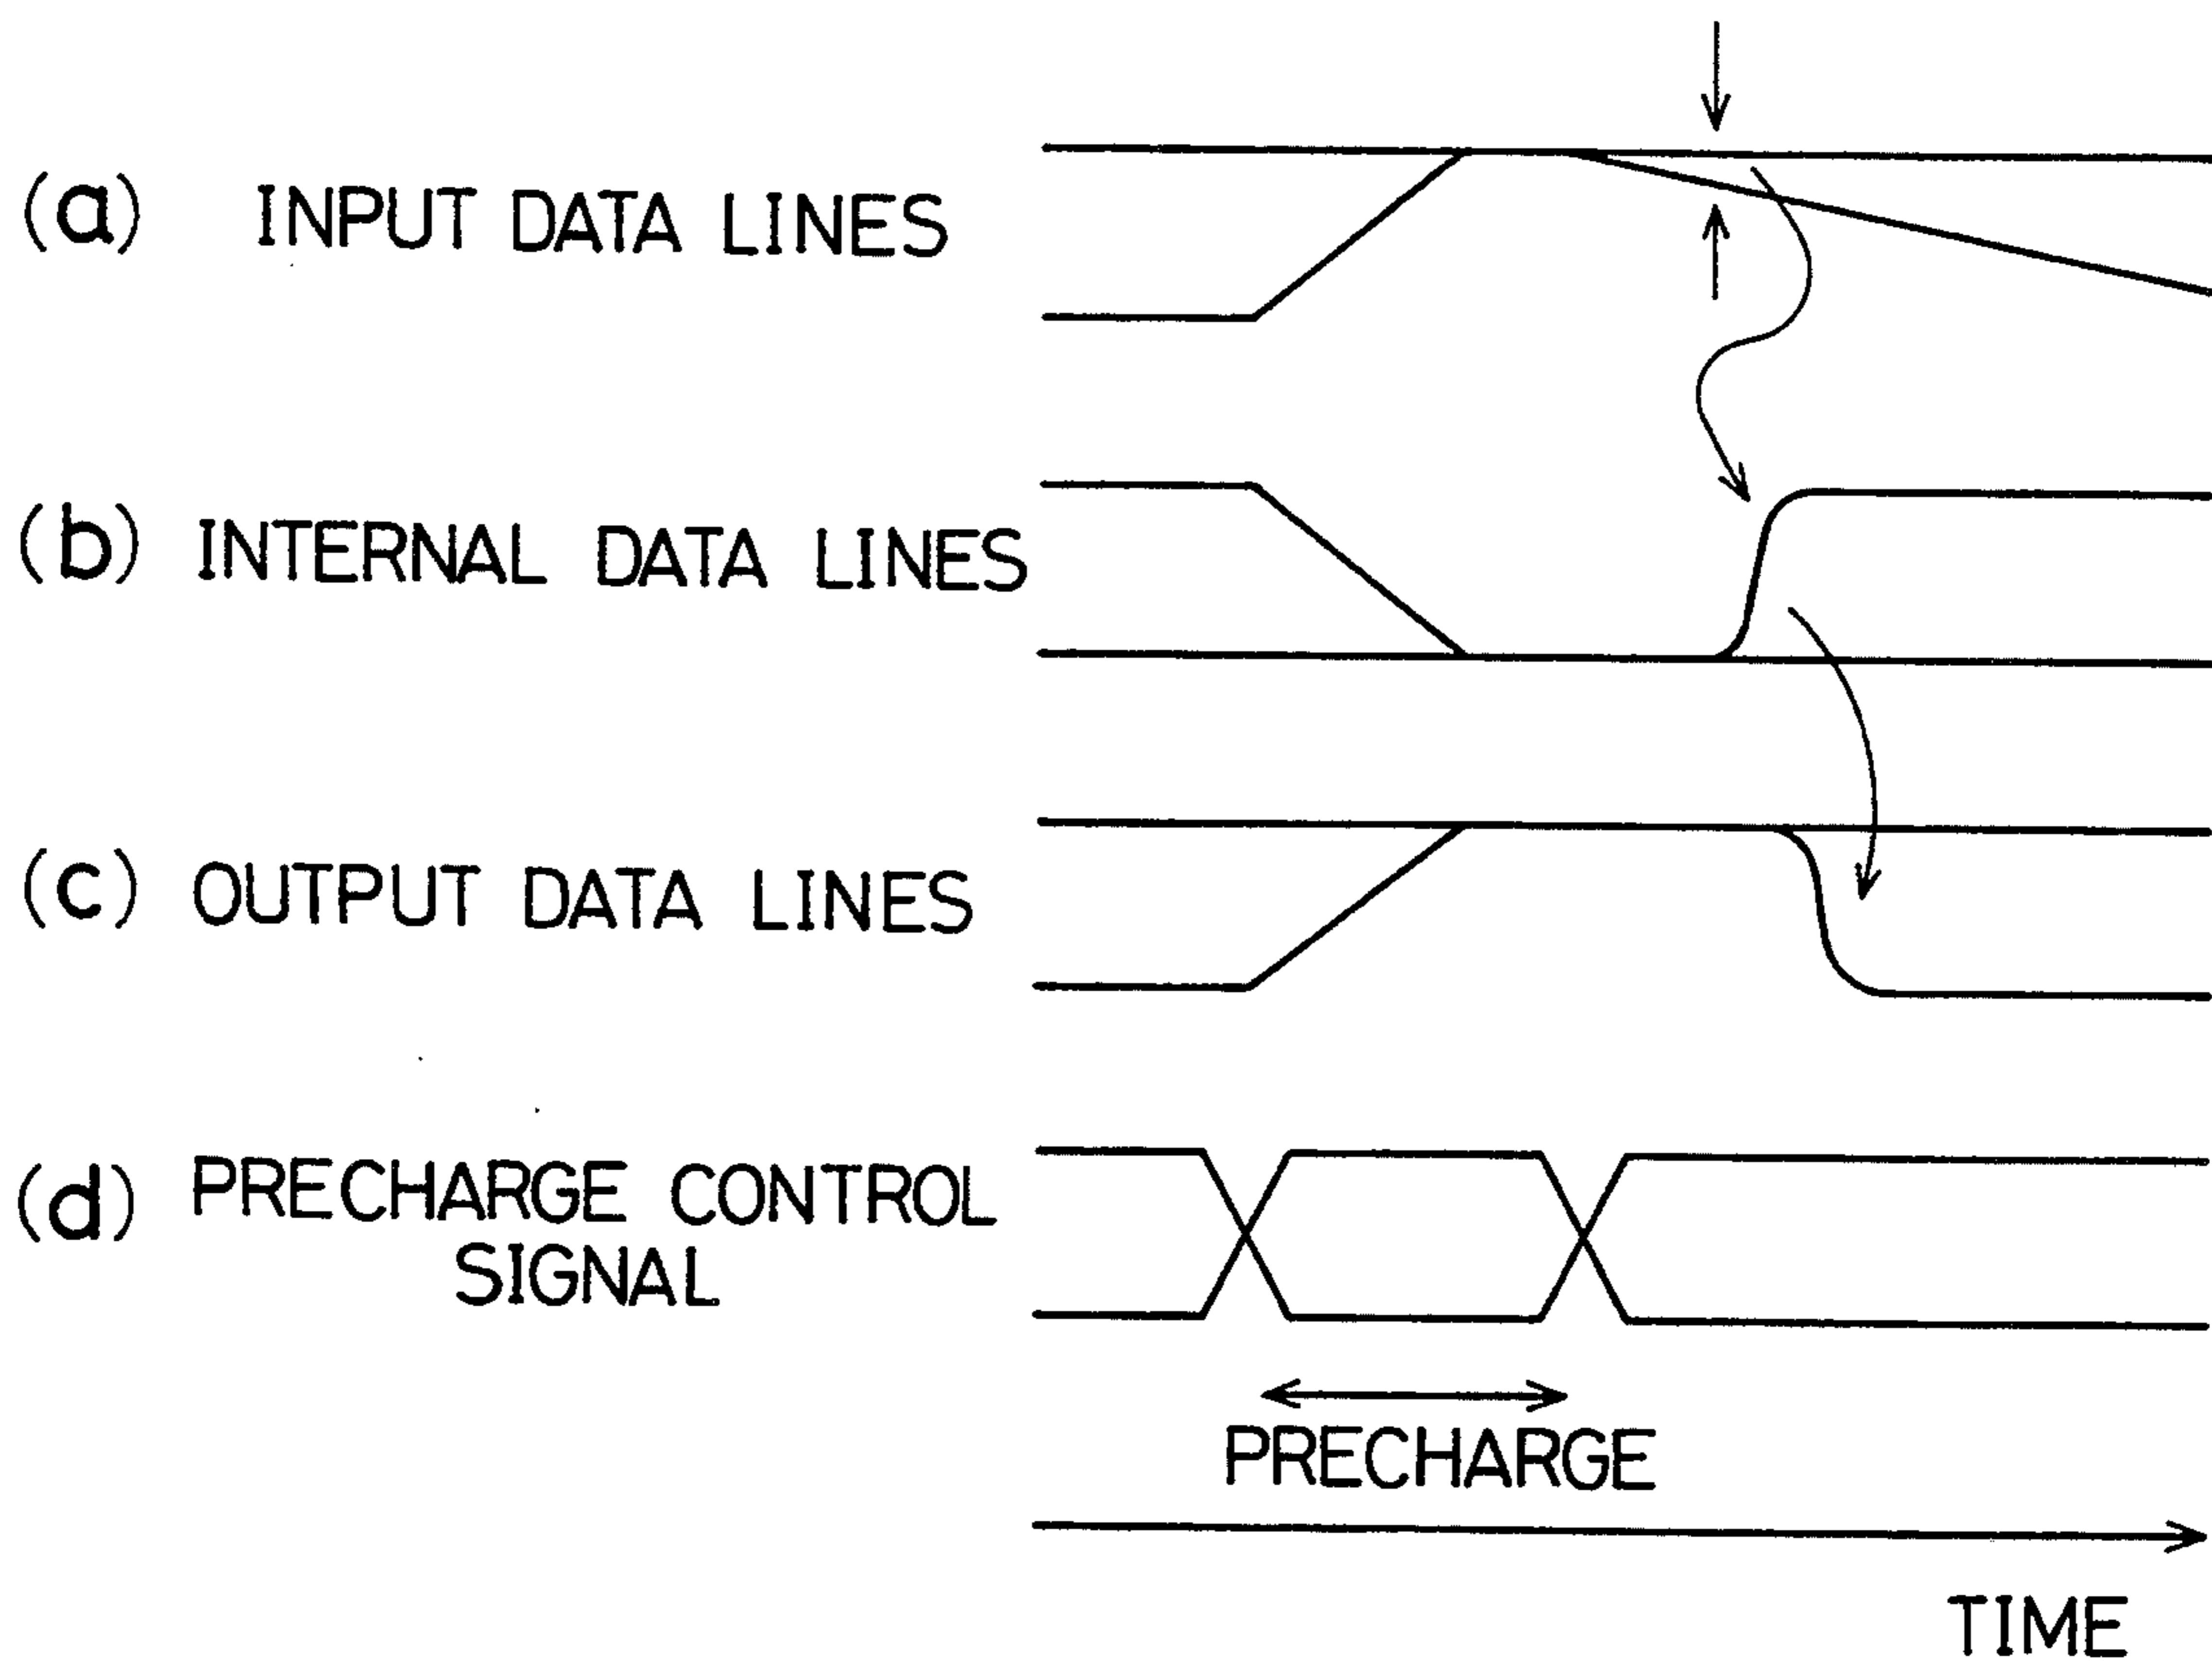 (a) INPUT DATA LINES
(b) INTERNAL DATA LINES
(c) OUTPUT DATA LINES
(d) PRECHARGE CONTROL
SIGNAL
PRECHARGE
TIME